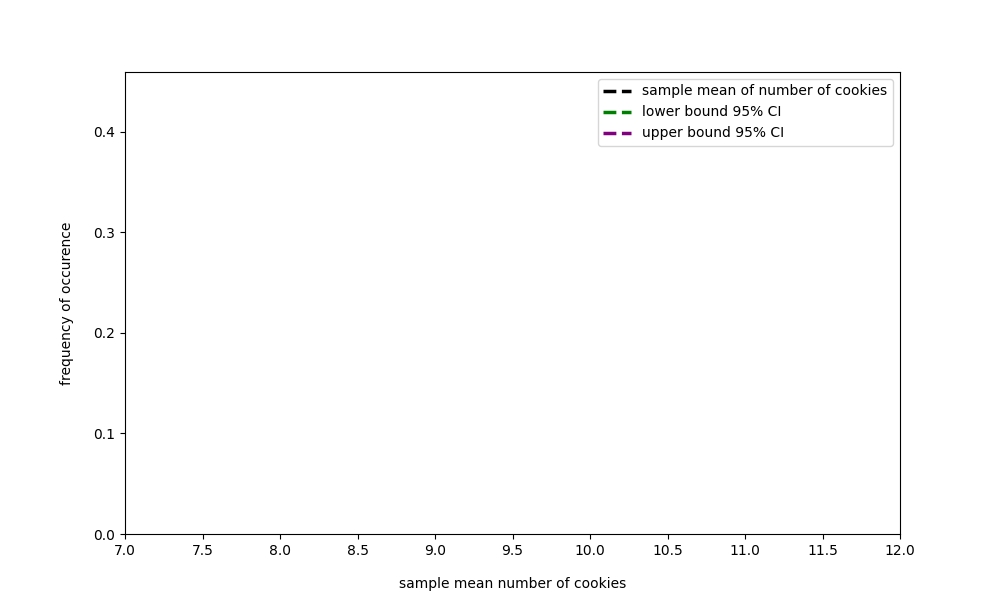 sample mean of number of cookies
lower bound 95% CI
upper bound 95% CI
0.4
0.3
0.2
0.1
0.0
frequency of occurence
7.0 7.5 8.0 8.5 9.0 9.5 10.0 10.5 11.0 11.5 12.0
sample mean number of cookies